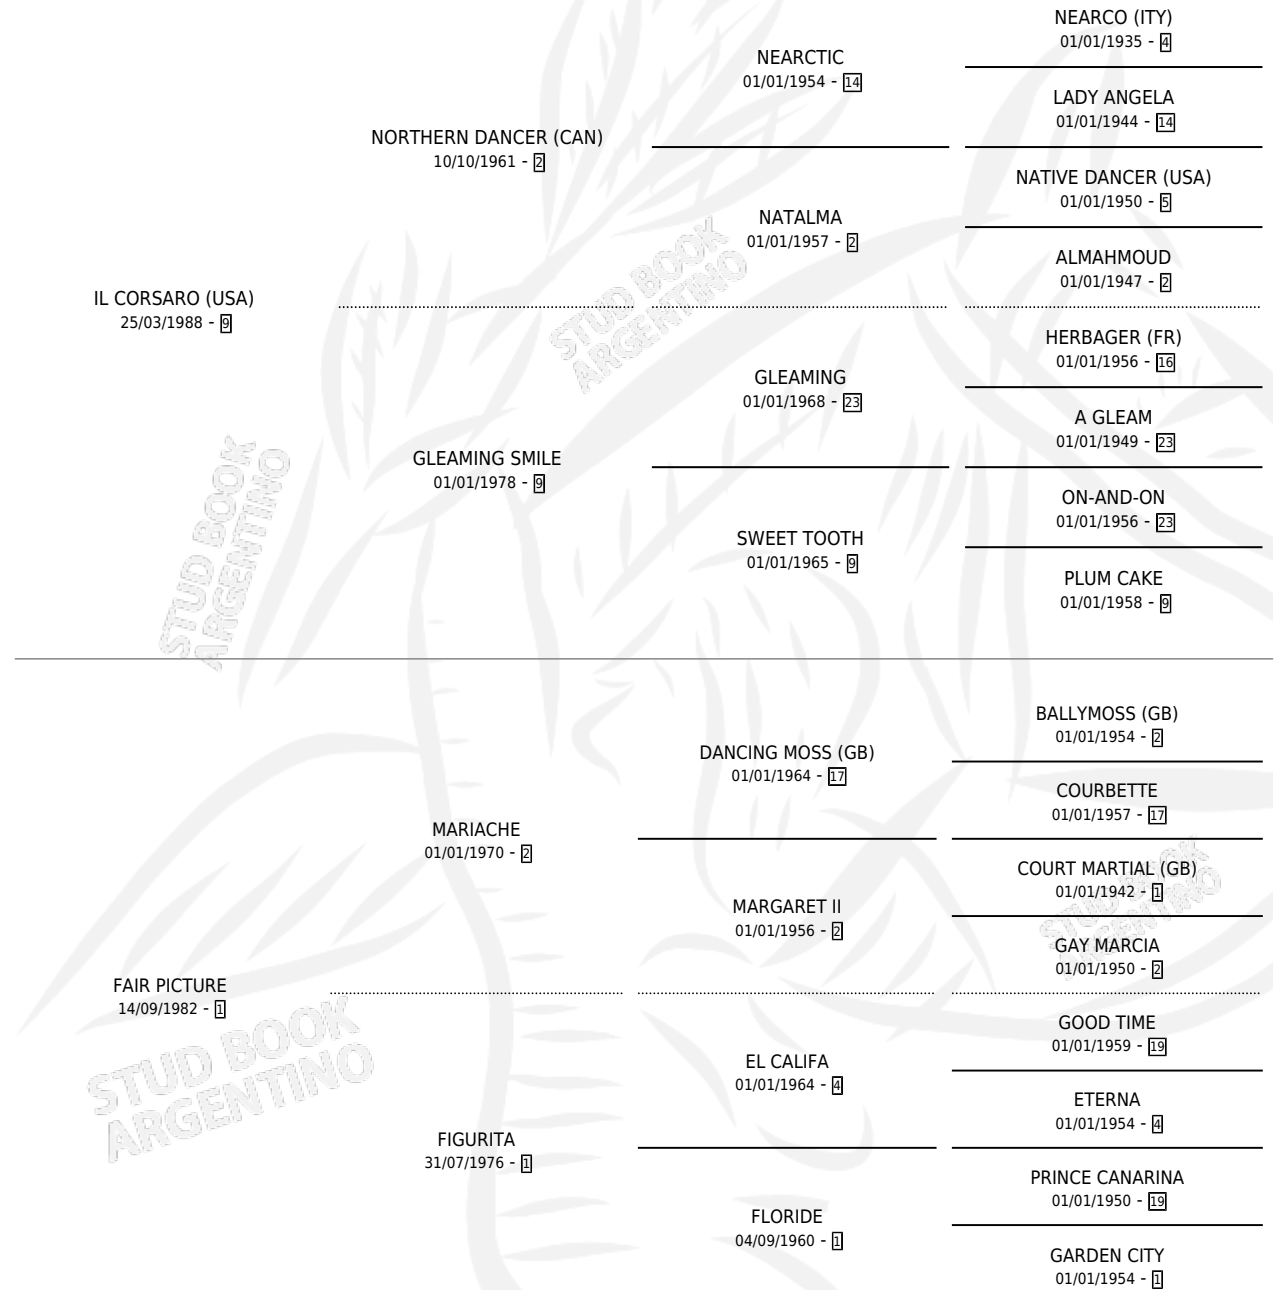 NEARCO (ITY)
01/01/1935 - 4
NEARCTIC
01/01/1954 - 14
LADY ANGELA
01/01/1944 - 14
NORTHERN DANCER (CAN)
10/10/1961 - 2
NATIVE DANCER (USA)
01/01/1950 - 5
NATALMA
01/01/1957 - 2
ALMAHMOUD
01/01/1947 - 2
IL CORSARO (USA)
25/03/1988 - 9
HERBAGER (FR)
01/01/1956 - 16
GLEAMING
01/01/1968 - 23
A GLEAM
01/01/1949 - 23
GLEAMING SMILE
01/01/1978 - 9
ON-AND-ON
01/01/1956 - 23
SWEET TOOTH
01/01/1965 - 9
PLUM CAKE
01/01/1958 - 9
BALLYMOSS (GB)
01/01/1954 - 2
DANCING MOSS (GB)
01/01/1964 - 17
COURBETTE
01/01/1957 - 17
MARIACHE
01/01/1970 - 2
COURT MARTIAL (GB)
01/01/1942 - 1
MARGARET II
01/01/1956 - 2
GAY MARCIA
01/01/1950 - 2
FAIR PICTURE
14/09/1982 - 1
GOOD TIME
01/01/1959 - 19
EL CALIFA
01/01/1964 - 4
ETERNA
01/01/1954 - 4
FIGURITA
31/07/1976 - 1
PRINCE CANARINA
01/01/1950 - 19
FLORIDE
04/09/1960 - 1
GARDEN CITY
01/01/1954 - 1
STUD BOOK
ARGENTINO
STUD BOOK
ARGENTINO
STUD BOOK
ARGENTINO
STUD BOOK
ARGENTINO